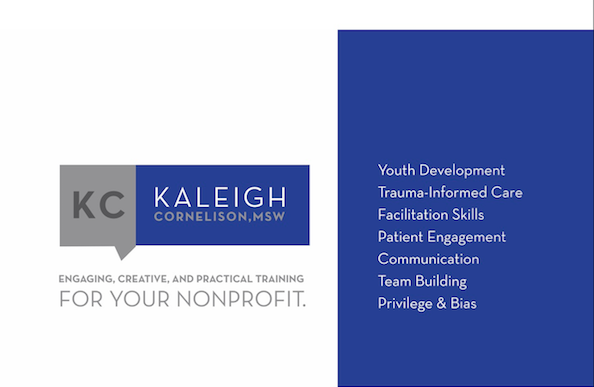 KC
KALEIGH
CORNELISON,MSW
ENGAGING, CREATIVE, AND PRACTICAL TRAINING
FOR YOUR NONPROFIT.
Youth Development
Trauma-Informed Care
Facilitation Skills
Patient Engagement
Communication
Team Building
Privilege & Bias